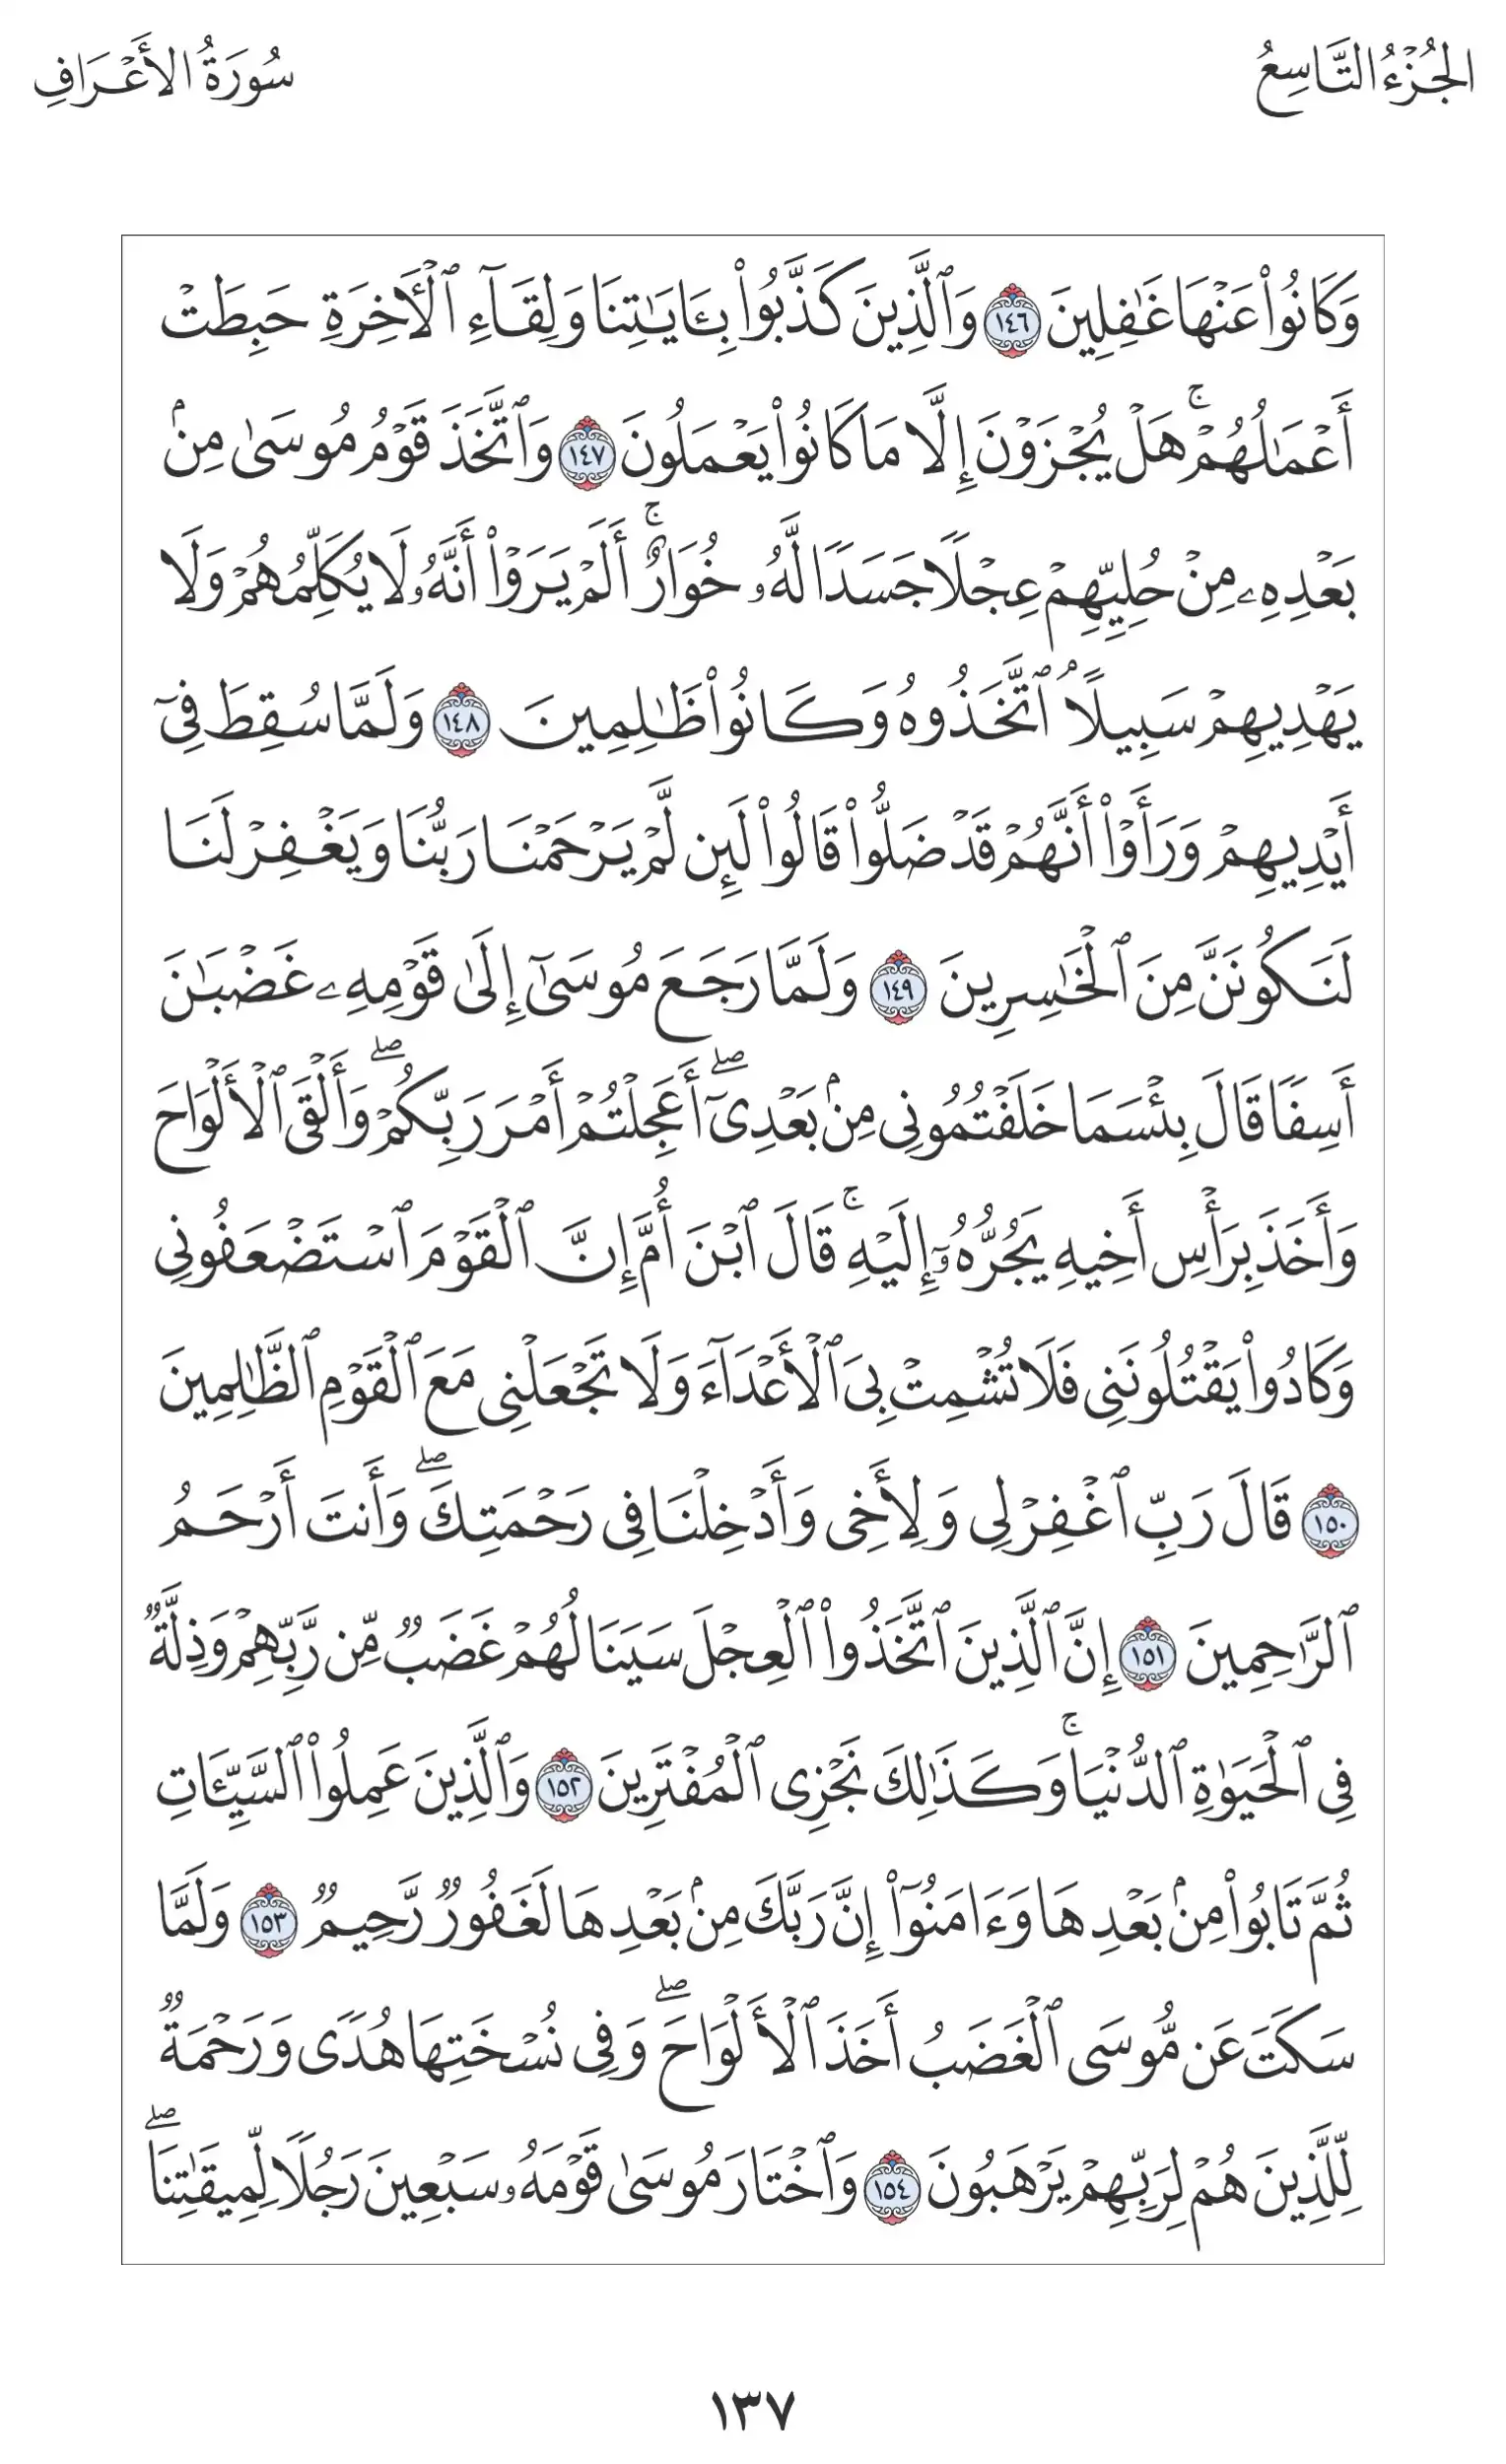 الجُزْءُ التَّاسِعُ
سُورَةُ الأَعْرَافِ
وَكَانُواْ عَنْهَا غَٰفِلِينَ ١٤٦ وَٱلَّذِينَ كَذَّبُواْ بِـَٔايَٰتِنَا وَلِقَآءِ ٱلْأَخِرَةِ حَبِطَتْ
أَعْمَٰلُهُمْۚ هَلْ يُجْزَوْنَ إِلَّا مَا كَانُواْ يَعْمَلُونَ ١٤٧ وَٱتَّخَذَ قَوْمُ مُوسَىٰ مِنۢ
بَعْدِهِۦ مِنْ حُلِيِّهِمْ عِجْلًا جَسَدًا لَّهُۥ خُوَارٌۚ أَلَمْ يَرَوْاْ أَنَّهُۥ لَا يُكَلِّمُهُمْ وَلَا
يَهْدِيهِمْ سَبِيلًاۘ ٱتَّخَذُوهُ وَكَانُواْ ظَٰلِمِينَ ١٤٨ وَلَمَّا سُقِطَ فِىٓ
أَيْدِيهِمْ وَرَأَوْاْ أَنَّهُمْ قَدْ ضَلُّواْ قَالُواْ لَئِن لَّمْ يَرْحَمْنَا رَبُّنَا وَيَغْفِرْ لَنَا
لَنَكُونَنَّ مِنَ ٱلْخَٰسِرِينَ ١٤٩ وَلَمَّا رَجَعَ مُوسَىٰٓ إِلَىٰ قَوْمِهِۦ غَضْبَٰنَ
أَسِفًا قَالَ بِئْسَمَا خَلَفْتُمُونِى مِنۢ بَعْدِىٓۖ أَعَجِلْتُمْ أَمْرَ رَبِّكُمْۖ وَأَلْقَى ٱلْأَلْوَاحَ
وَأَخَذَ بِرَأْسِ أَخِيهِ يَجُرُّهُۥٓ إِلَيْهِۚ قَالَ ٱبْنَ أُمَّ إِنَّ ٱلْقَوْمَ ٱسْتَضْعَفُونِى
وَكَادُواْ يَقْتُلُونَنِى فَلَا تُشْمِتْ بِىَ ٱلْأَعْدَآءَ وَلَا تَجْعَلْنِى مَعَ ٱلْقَوْمِ ٱلظَّٰلِمِينَ
١٥٠ قَالَ رَبِّ ٱغْفِرْ لِى وَلِأَخِى وَأَدْخِلْنَا فِى رَحْمَتِكَۖ وَأَنتَ أَرْحَمُ
ٱلرَّٰحِمِينَ ١٥١ إِنَّ ٱلَّذِينَ ٱتَّخَذُواْ ٱلْعِجْلَ سَيَنَالُهُمْ غَضَبٌ مِّن رَّبِّهِمْ وَذِلَّةٌ
فِى ٱلْحَيَوٰةِ ٱلدُّنْيَاۚ وَكَذَٰلِكَ نَجْزِى ٱلْمُفْتَرِينَ ١٥٢ وَٱلَّذِينَ عَمِلُواْ ٱلسَّيِّـَٔاتِ
ثُمَّ تَابُواْ مِنۢ بَعْدِهَا وَءَامَنُوٓاْ إِنَّ رَبَّكَ مِنۢ بَعْدِهَا لَغَفُورٌ رَّحِيمٌ ١٥٣ وَلَمَّا
سَكَتَ عَن مُّوسَى ٱلْغَضَبُ أَخَذَ ٱلْأَلْوَاحَۖ وَفِى نُسْخَتِهَا هُدًى وَرَحْمَةٌ
لِّلَّذِينَ هُمْ لِرَبِّهِمْ يَرْهَبُونَ ١٥٤ وَٱخْتَارَ مُوسَىٰ قَوْمَهُۥ سَبْعِينَ رَجُلًا لِّمِيقَٰتِنَاۖ
١٣٧